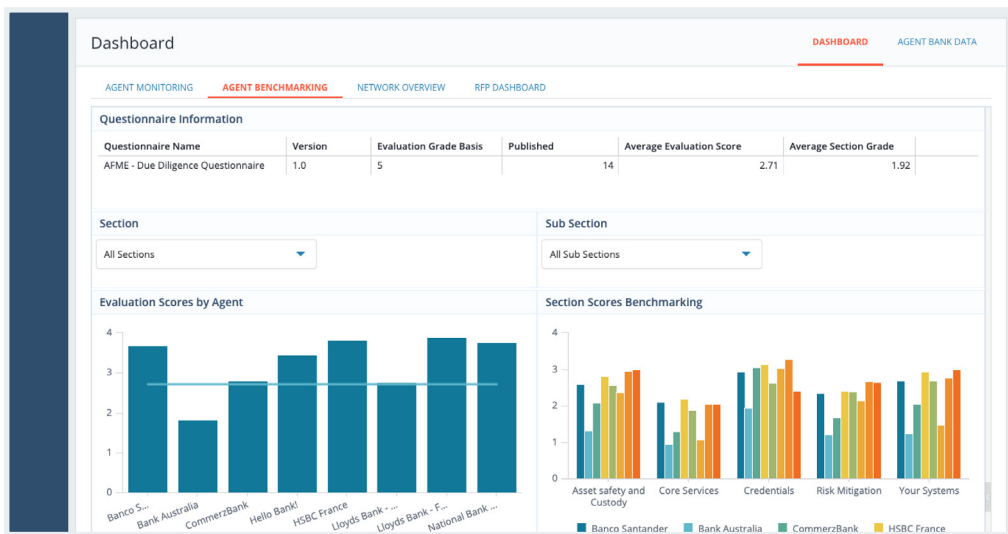 Dashboard
DASHBOARD AGENT BANK DATA
AGENT MONITORING AGENT BENCHMARKING NETWORK OVERVIEW RFP DASHBOARD
Questionnaire Information
Questionnaire Name Version Evaluation Grade Basis Published Average Evaluation Score Average Section Grade
AFME - Due Diligence Questionnaire 1.0 5 14 2.71 1.92
Section
All Sections
Sub Section
All Sub Sections
Evaluation Scores by Agent
4
3
2
1
0
Banco S...
Bank Australia
CommerzBank
Hello Bank!
HSBC France
Lloyds Bank - ...
Lloyds Bank - F...
National Bank ...
Section Scores Benchmarking
4
3
2
1
0
Asset safety and
Custody
Core Services
Credentials
Risk Mitigation
Your Systems
Banco Santander Bank Australia CommerzBank HSBC France